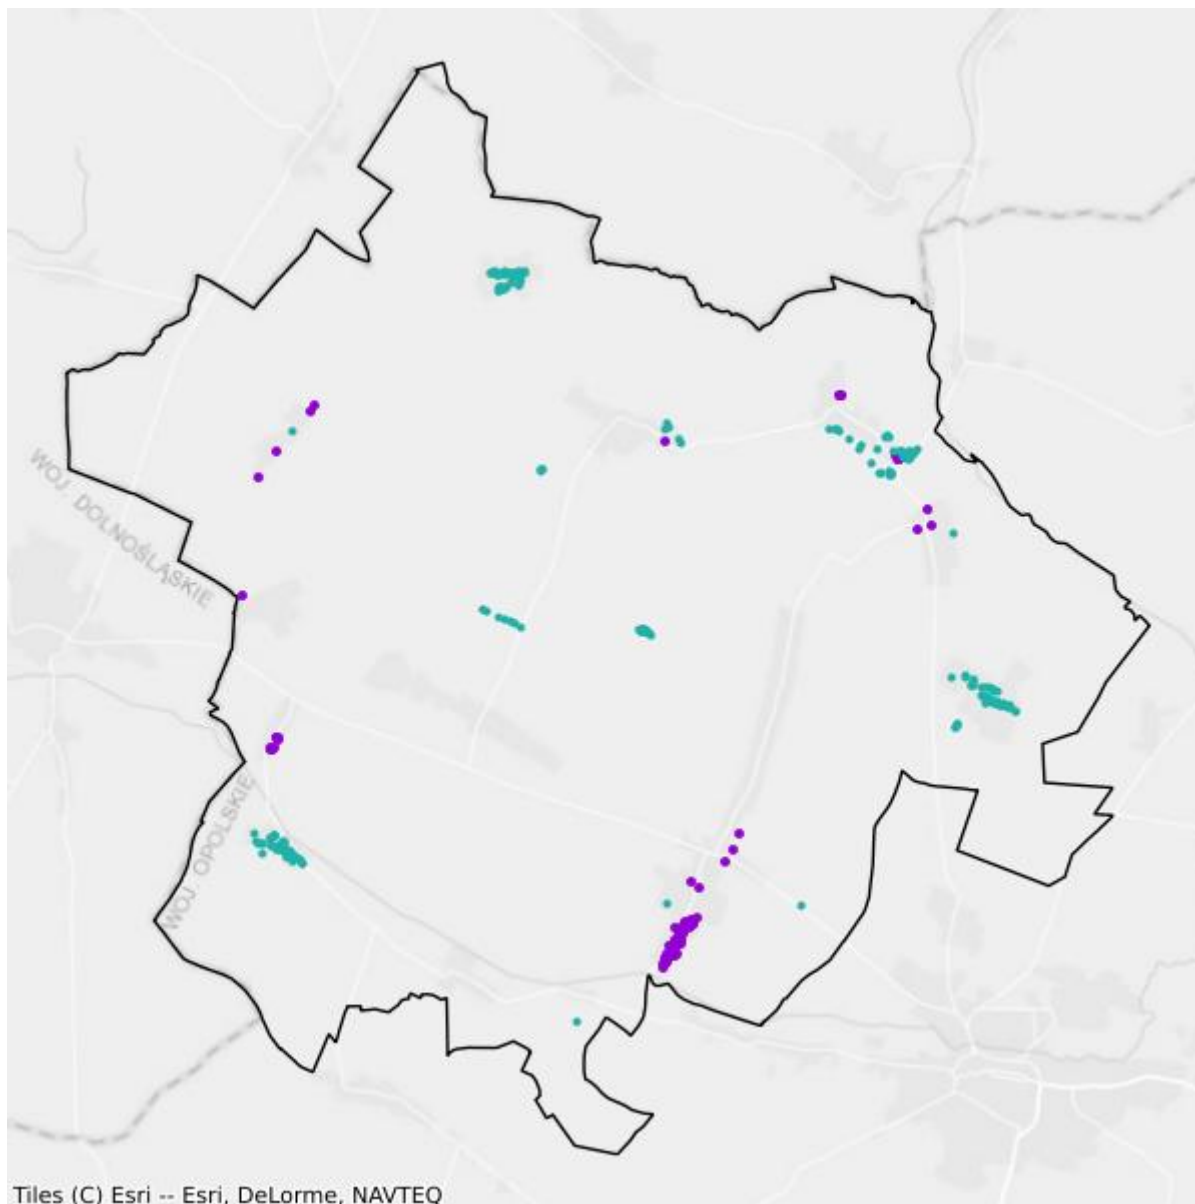 WOJ. DOLNOŚLĄSKIE
WOJ. OPOLSKIE
Tiles (C) Esri -- Esri, DeLorme, NAVTEQ